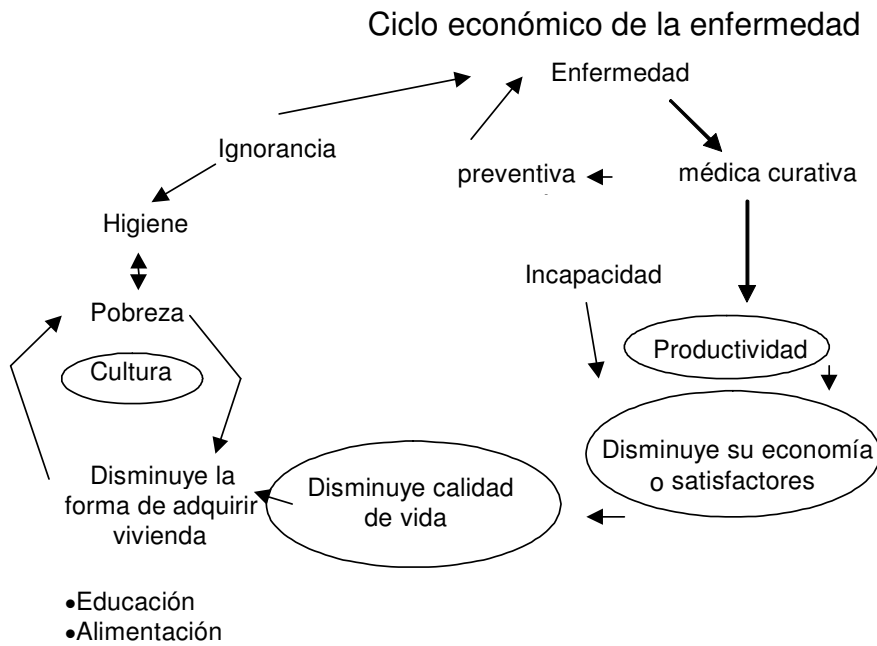 Ciclo económico de la enfermedad
Enfermedad
Ignorancia
preventiva
médica curativa
Higiene
Incapacidad
Pobreza
Productividad
Cultura
Disminuye su economía
o satisfactores
Disminuye la
forma de adquirir
vivienda
Disminuye calidad
de vida
•Educación
•Alimentación